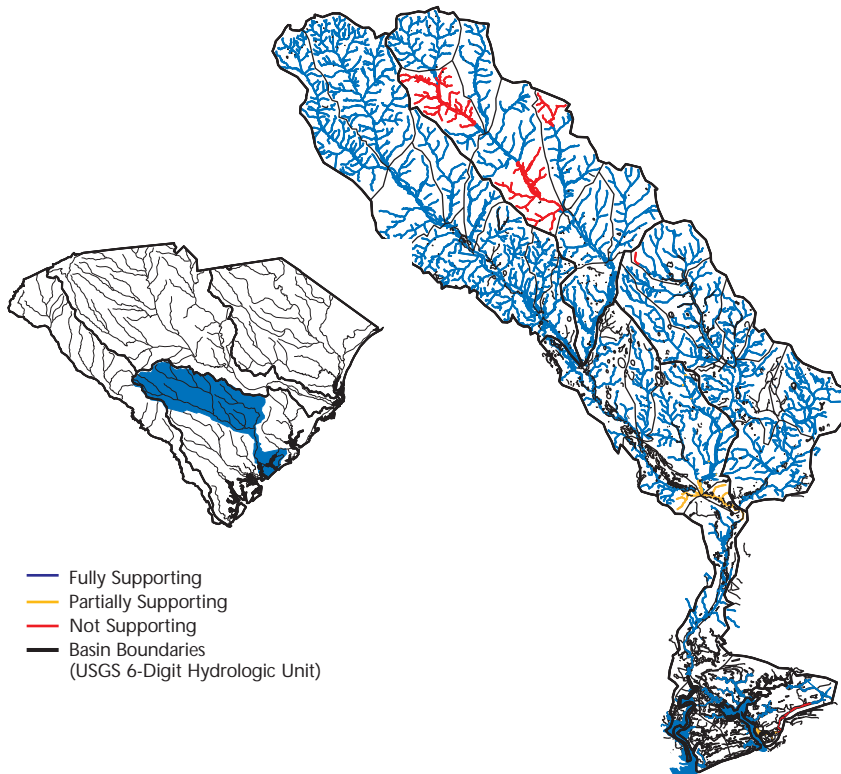 Fully Supporting
Partially Supporting
Not Supporting
Basin Boundaries
(USGS 6-Digit Hydrologic Unit)